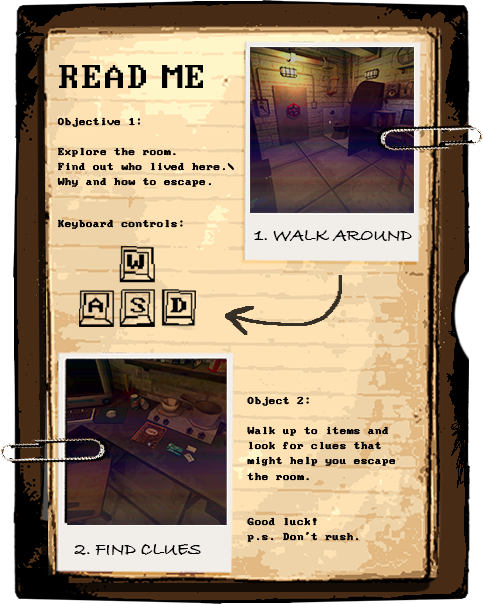 READ ME
Objective 1:
Explore the room.
Find out who lived here.\
Why and how to escape.
Keyboard controls:
W
A S D
1. WALK AROUND
2. FIND CLUES
Object 2:
Walk up to items and
look for clues that
might help you escape
the room.
Good luck!
p.s. Don't rush.